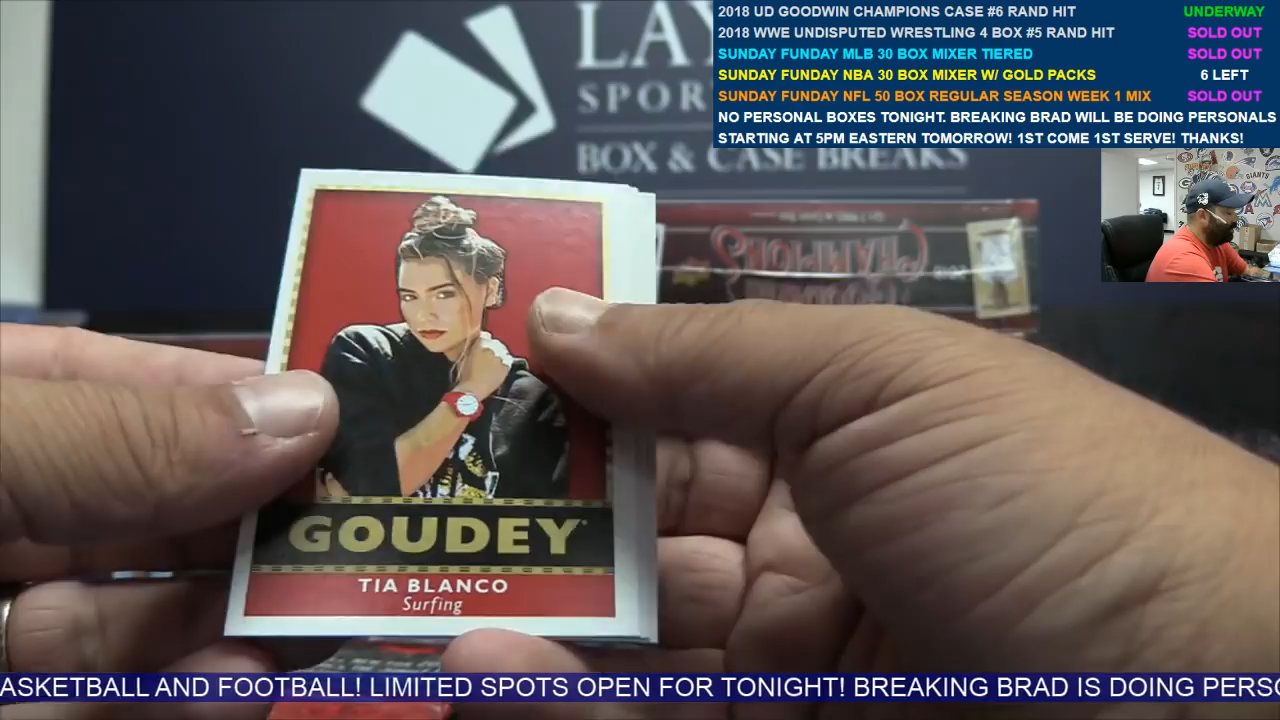 2018 UD GOODWIN CHAMPIONS CASE #6 RAND HIT UNDERWAY
2018 WWE UNDISPUTED WRESTLING 4 BOX #5 RAND HIT SOLD OUT
SUNDAY FUNDAY MLB 30 BOX MIXER TIERED SOLD OUT
SUNDAY FUNDAY NBA 30 BOX MIXER W/ GOLD PACKS 6 LEFT
SUNDAY FUNDAY NFL 50 BOX REGULAR SEASON WEEK 1 MIX SOLD OUT
NO PERSONAL BOXES TONIGHT. BREAKING BRAD WILL BE DOING PERSONALS
STARTING AT 5PM EASTERN TOMORROW! 1ST COME 1ST SERVE! THANKS!
LAY
SPOR
BOX & CASE BREAKS
GIANTS
CHAMPIONS
GOUDEY
TIA BLANCO
Surfing
ASKETBALL AND FOOTBALL! LIMITED SPOTS OPEN FOR TONIGHT! BREAKING BRAD IS DOING PERSO